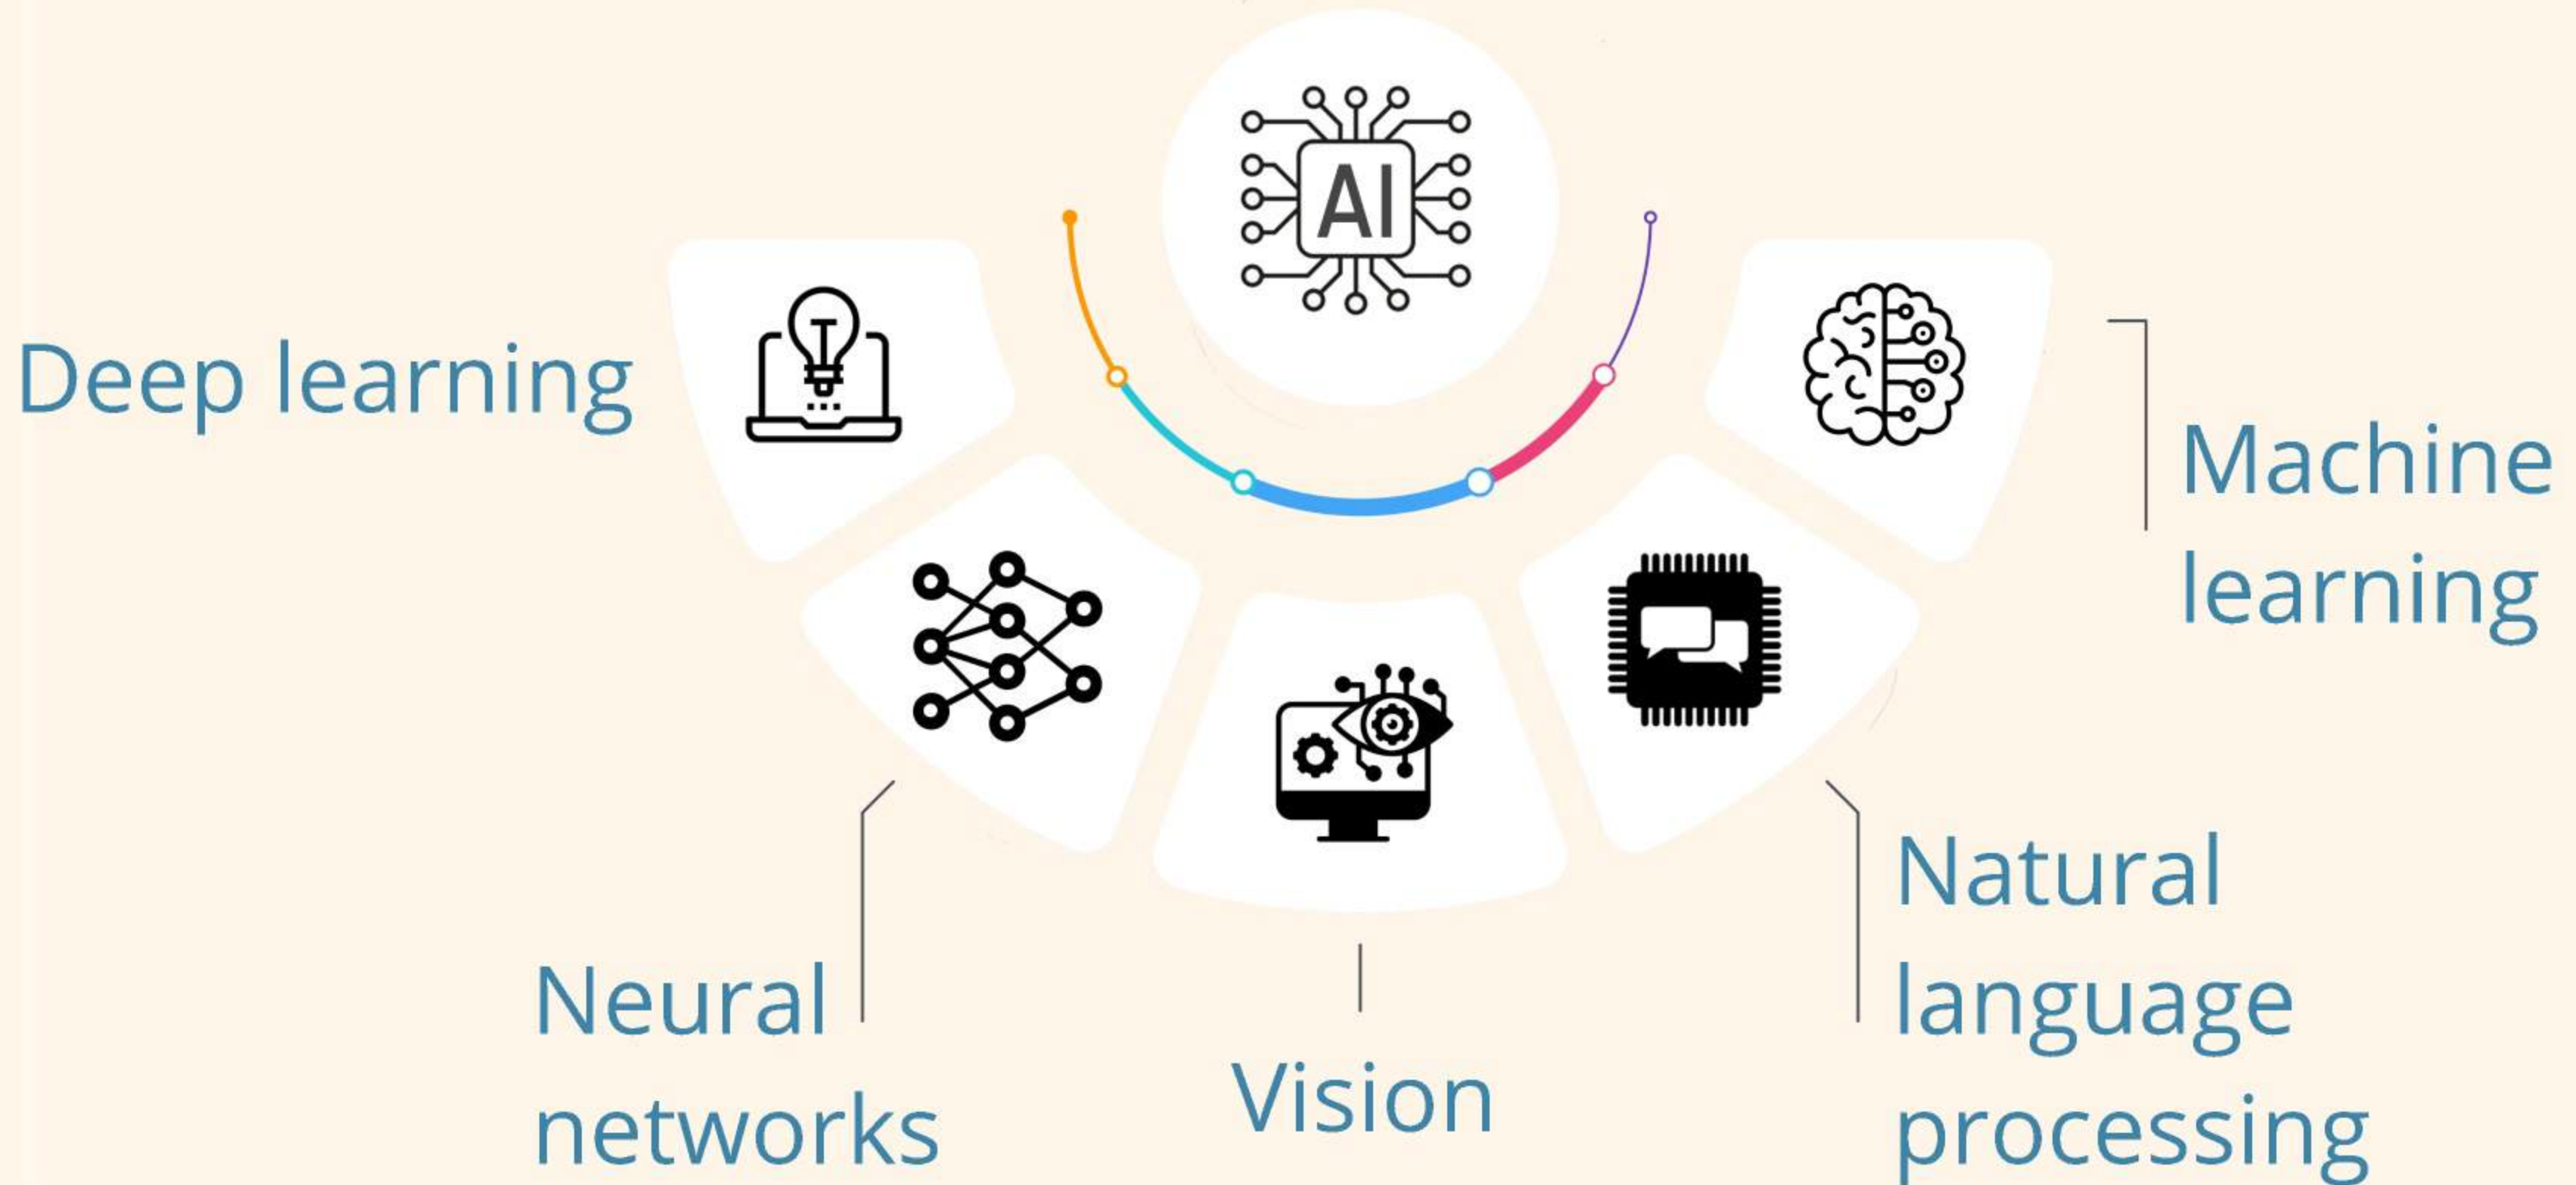 AI
Deep learning
Machine
learning
Neural
networks
Vision
Natural
language
processing